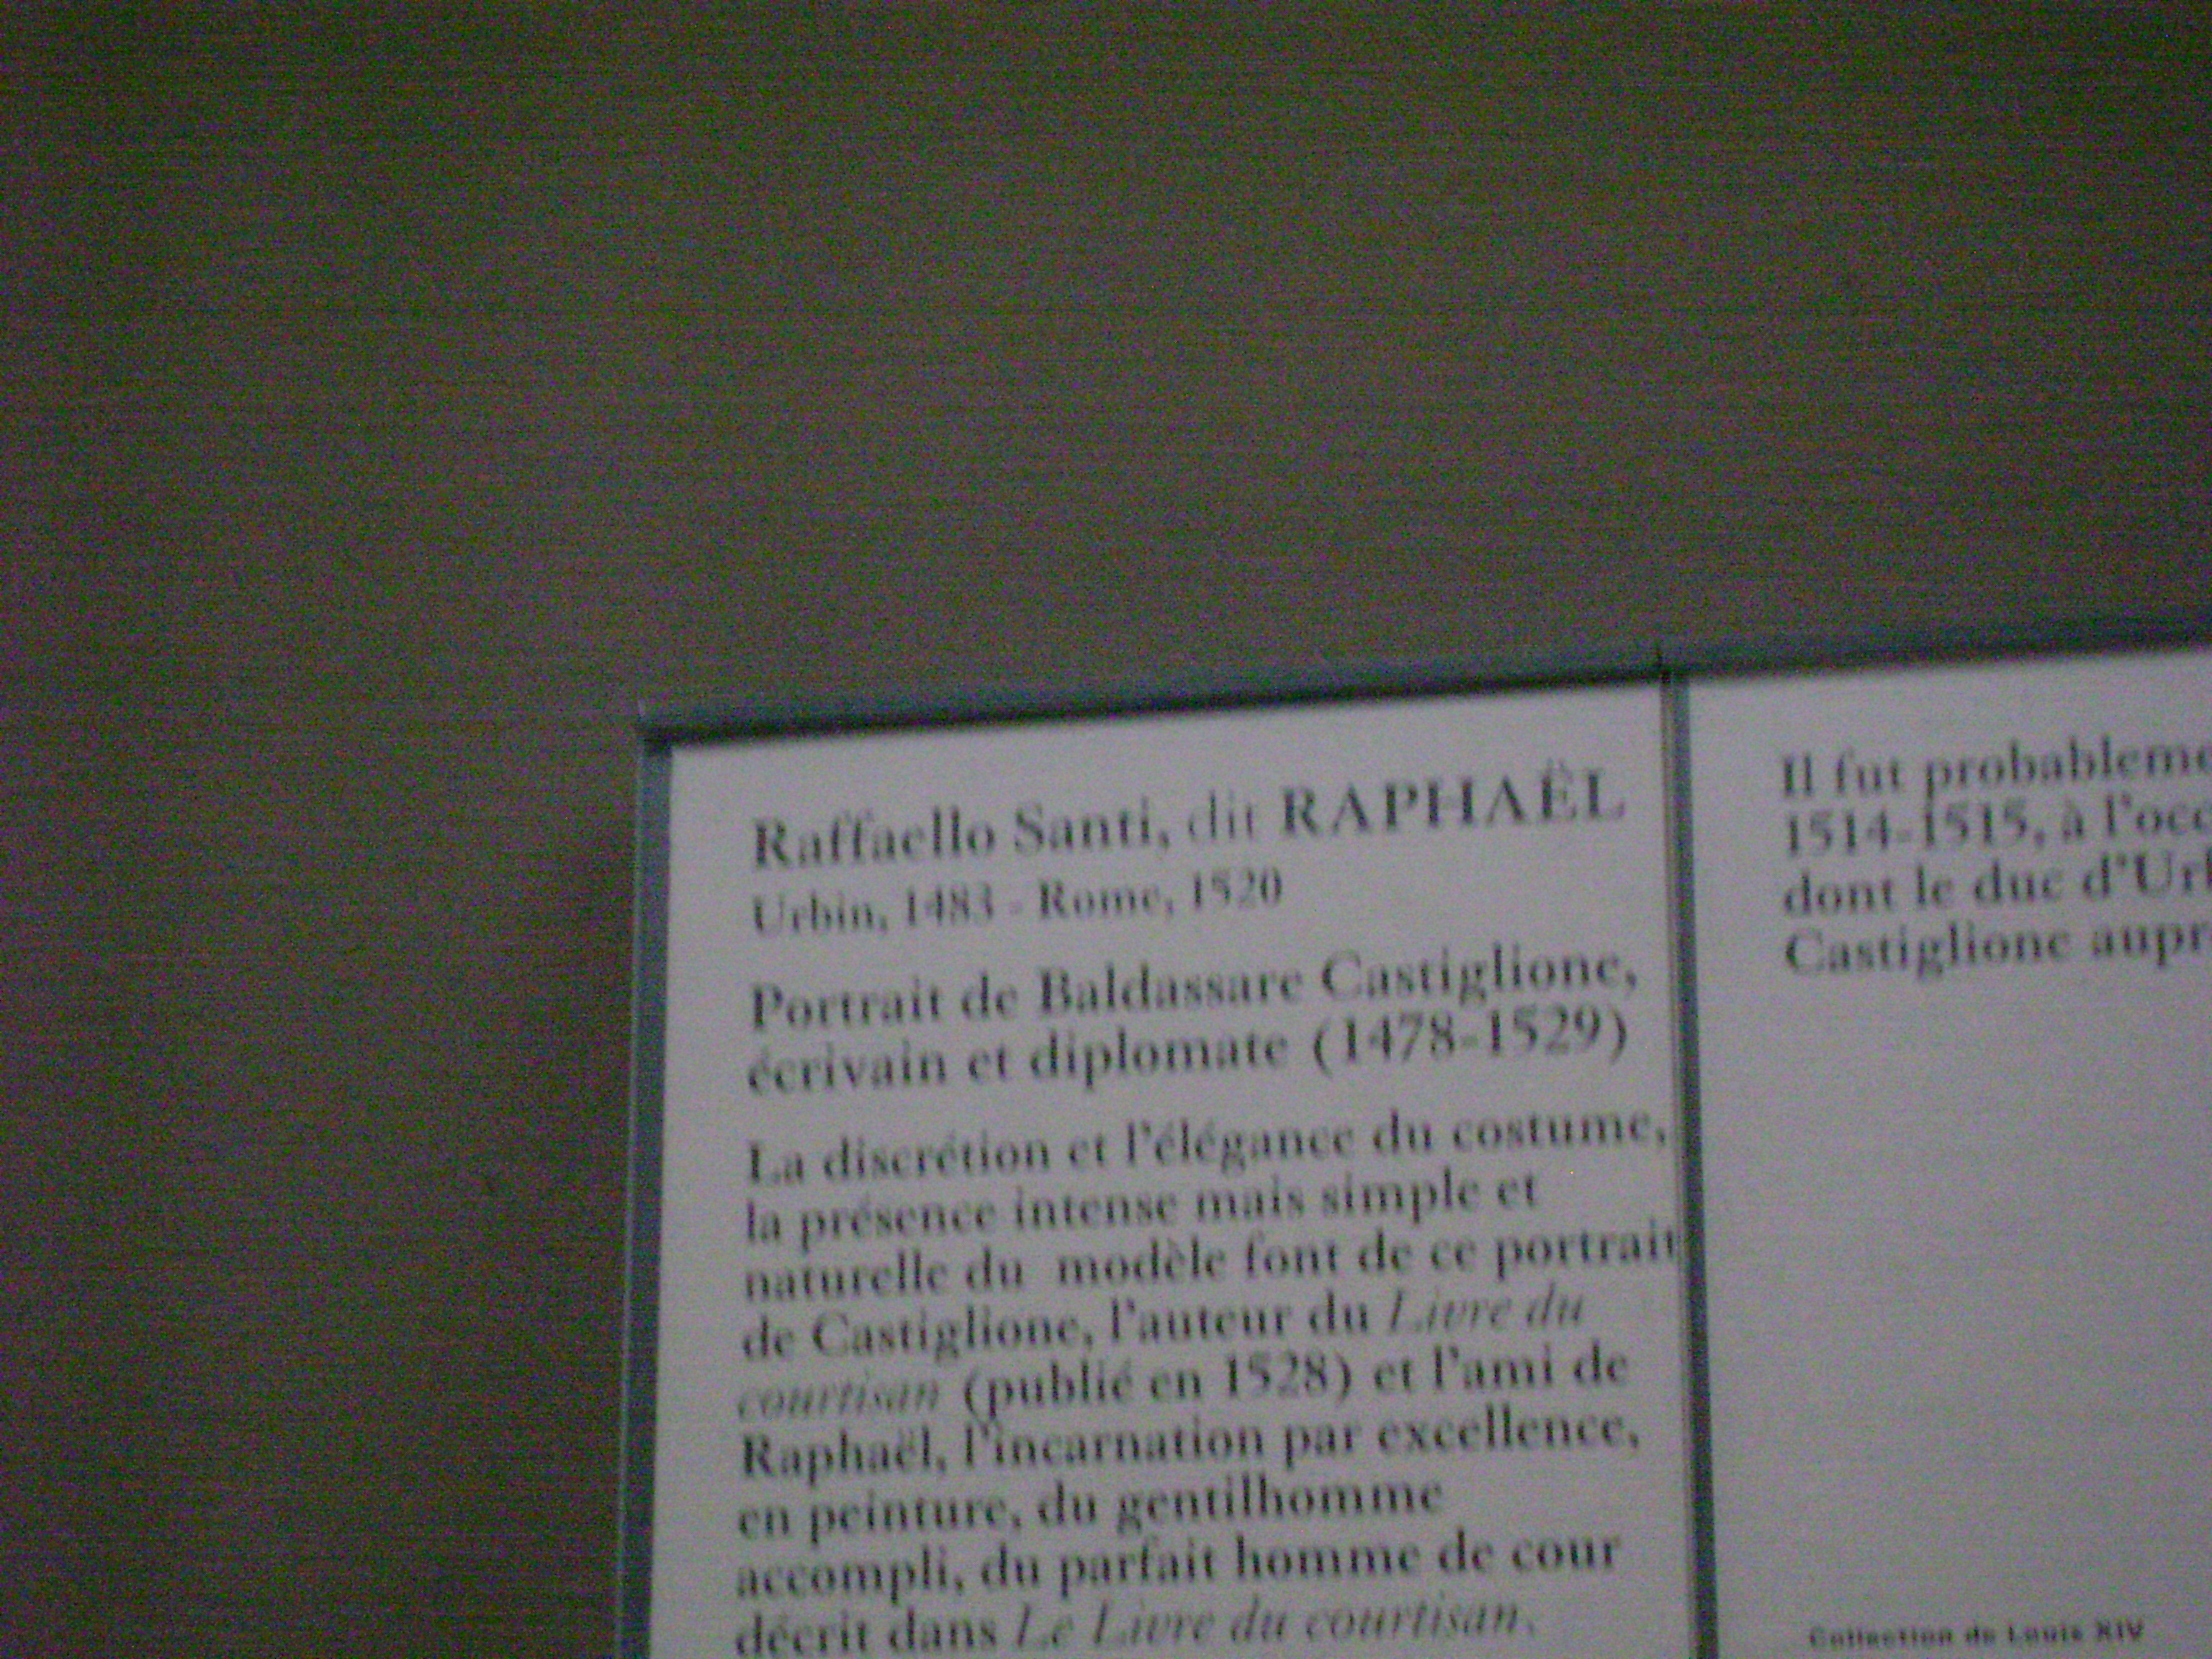 Raffaello Santi, dit RAPHAËL
Urbin, 1483 - Rome, 1520
Portrait de Baldassare Castiglione,
écrivain et diplomate (1478-1529)
La discrétion et l'élégance du costume,
la présence intense mais simple et
naturelle du modèle font de ce portrait
de Castiglione, l'auteur du Livre du
courtisan (publié en 1528) et l'ami de
Raphaël, l'incarnation par excellence,
en peinture, du gentilhomme
accompli, du parfait homme de cour
décrit dans Le Livre du courtisan.
Il fut probableme
1514-1515, à l'occ
dont le duc d'Ur
Castiglione aupr
Collection de Louis XIV